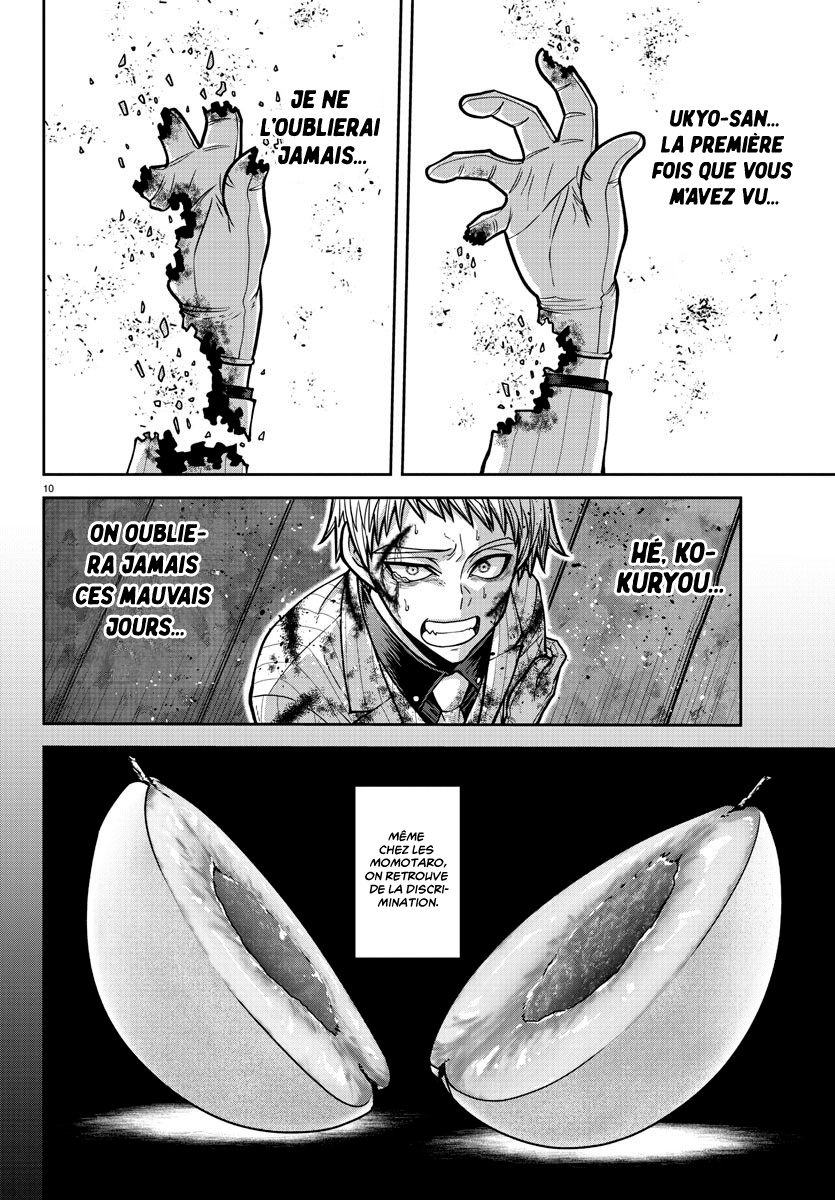 UKYO-SAN...
LA PREMIÈRE
FOIS QUE VOUS
M'AVEZ VU...
JE NE
L'OUBLIERAI
JAMAIS...
10
HÉ, KO-
KURYOU...
ON OUBLIE-
RA JAMAIS
CES MAUVAIS
JOURS...
MÊME
CHEZ LES
MOMOTARO,
ON RETROUVE
DE LA DISCRI-
MINATION.